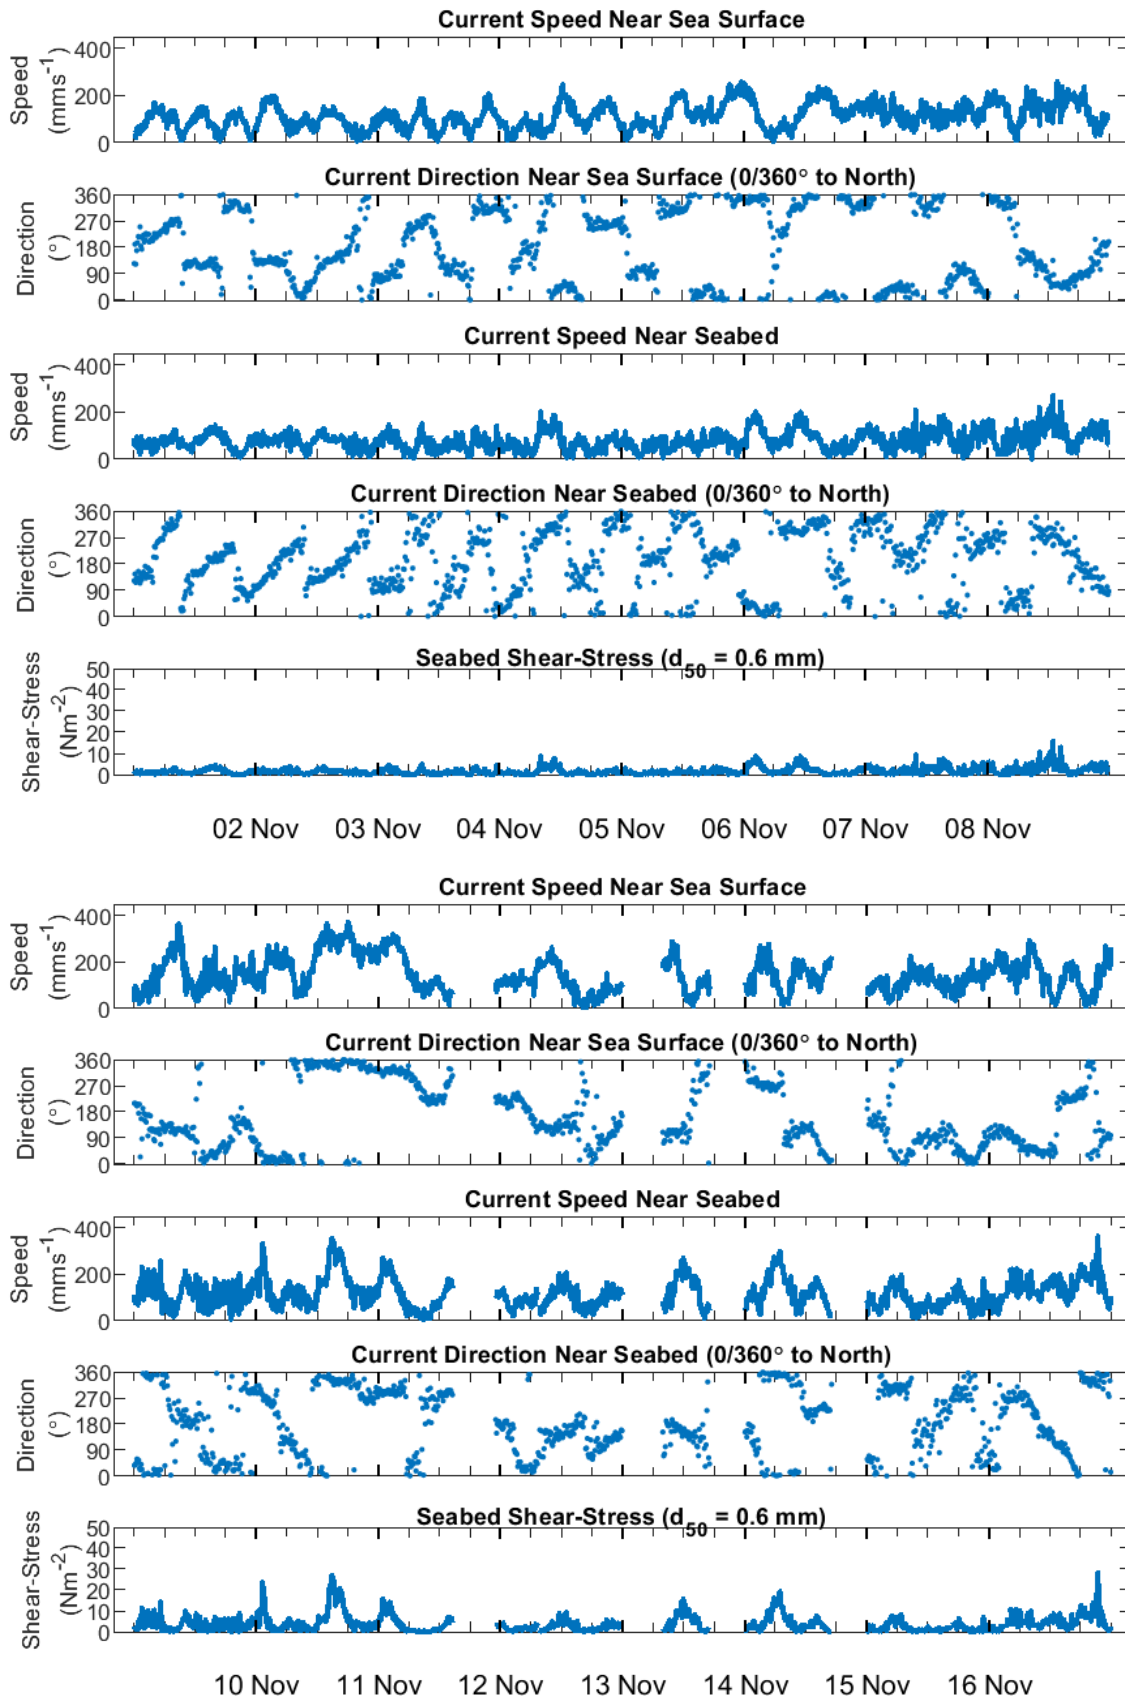 Current Speed Near Sea Surface
Speed
(mms-1)
400
200
0
Current Direction Near Sea Surface (0/360° to North)
Direction
(°)
360
270
180
90
0
Current Speed Near Seabed
Speed
(mms-1)
400
200
0
Current Direction Near Seabed (0/360° to North)
Direction
(°)
360
270
180
90
0
Seabed Shear-Stress (d50 = 0.6 mm)
Shear-Stress
(Nm-2)
50
40
30
20
10
0
02 Nov 03 Nov 04 Nov 05 Nov 06 Nov 07 Nov 08 Nov
Current Speed Near Sea Surface
Speed
(mms-1)
400
200
0
Current Direction Near Sea Surface (0/360° to North)
Direction
(°)
360
270
180
90
0
Current Speed Near Seabed
Speed
(mms-1)
400
200
0
Current Direction Near Seabed (0/360° to North)
Direction
(°)
360
270
180
90
0
Seabed Shear-Stress (d50 = 0.6 mm)
Shear-Stress
(Nm-2)
50
40
30
20
10
0
10 Nov 11 Nov 12 Nov 13 Nov 14 Nov 15 Nov 16 Nov